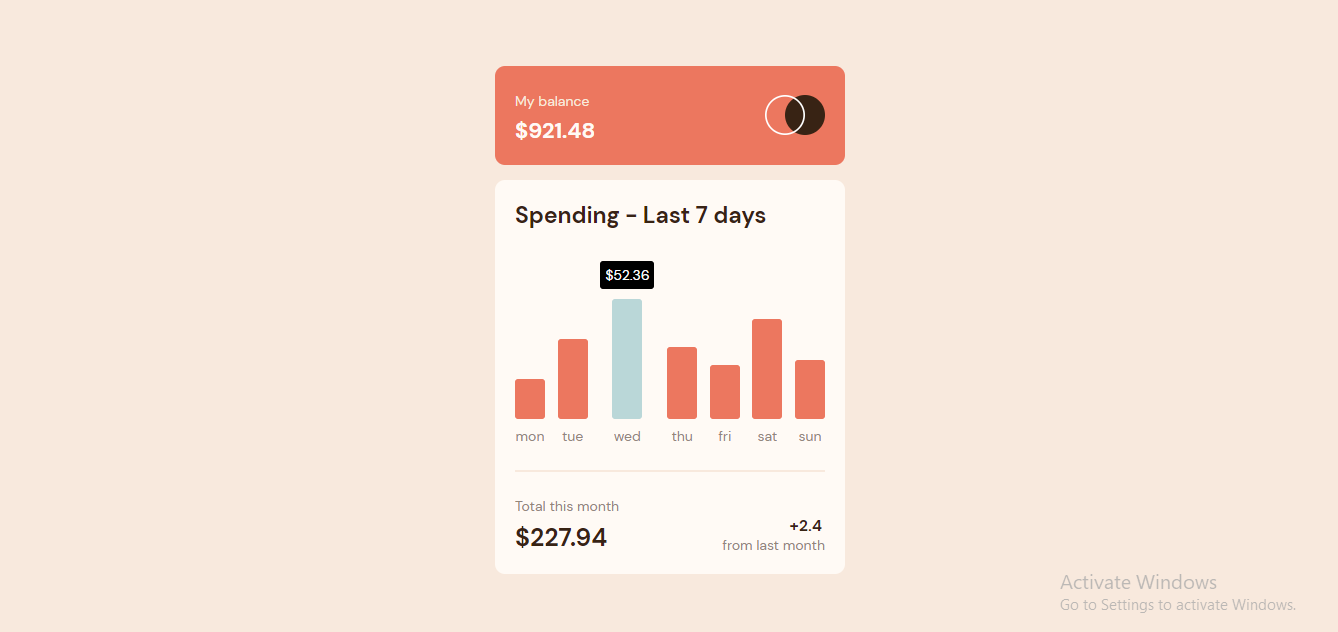 My balance
$921.48
Spending - Last 7 days
$52.36
mon tue wed thu fri sat sun
Total this month
$227.94
+2.4
from last month
Activate Windows
Go to Settings to activate Windows.